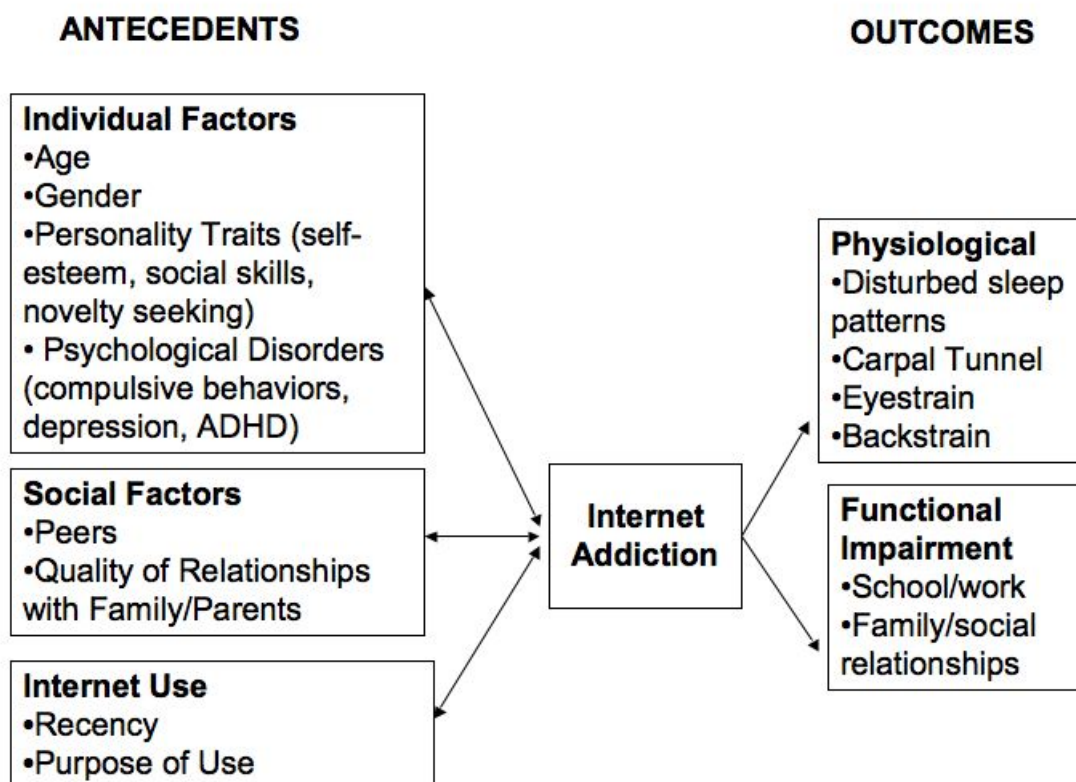 ANTECEDENTS
OUTCOMES
Individual Factors
•Age
•Gender
•Personality Traits (self-
esteem, social skills,
novelty seeking)
• Psychological Disorders
(compulsive behaviors,
depression, ADHD)
Social Factors
•Peers
•Quality of Relationships
with Family/Parents
Internet Use
•Recency
•Purpose of Use
Internet
Addiction
Physiological
•Disturbed sleep
patterns
•Carpal Tunnel
•Eyestrain
•Backstrain
Functional
Impairment
•School/work
•Family/social
relationships